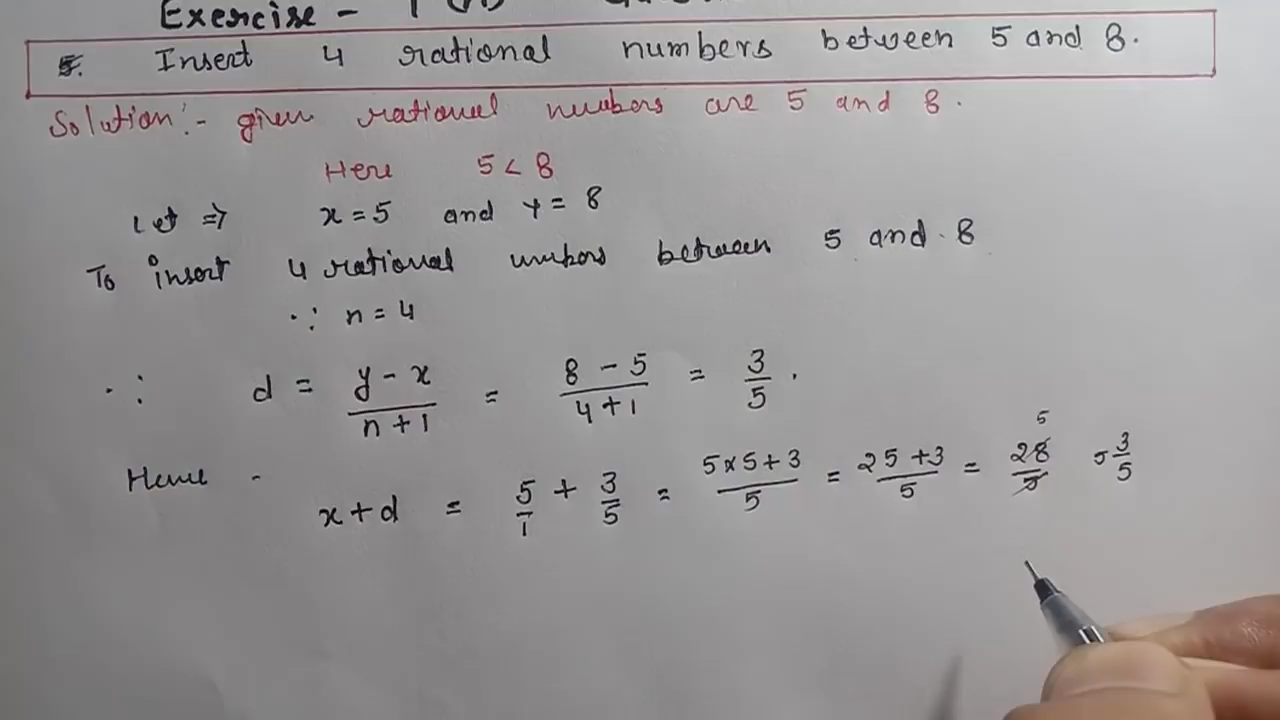 Exercise -
5. Insert 4 rational numbers between 5 and 8.
Solution:- given rational numbers are 5 and 8.
Here 5 < 8
Let ⇒ x = 5 and y = 8
To insert 4 rational numbers between 5 and 8
∵ n = 4
∵ d = y - x / n + 1 = 8 - 5 / 4 + 1 = 3/5.
Hence - x + d = 5/1 + 3/5 = 5 × 5 + 3 / 5 = 25 + 3 / 5 = 28/5 5 5 3/5